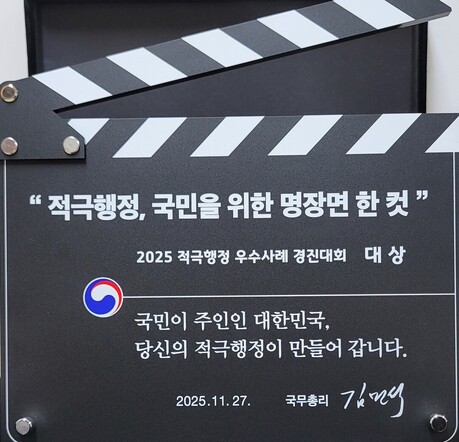 “ 적극행정, 국민을 위한 명장면 한 컷 ”
2025 적극행정 우수사례 경진대회 대상
국민이 주인인 대한민국,
당신의 적극행정이 만들어 갑니다.
2025.11.27. 국무총리 김민석